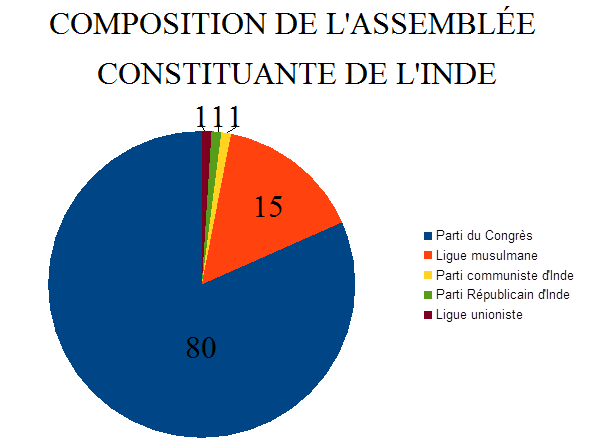 COMPOSITION DE L'ASSEMBLÉE
CONSTITUANTE DE L'INDE
111
15
80
Parti du Congrès
Ligue musulmane
Parti communiste d'Inde
Parti Républicain d'Inde
Ligue unioniste